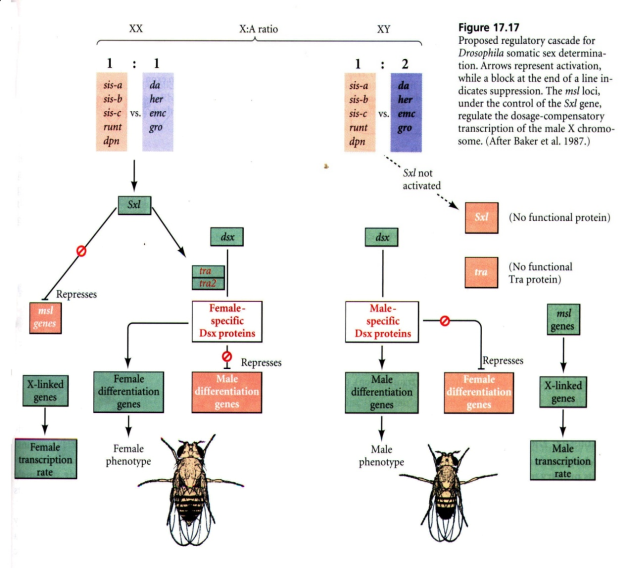 XX
X:A ratio
XY
1 : 1
sis-a
sis-b
sis-c
runt
dpn
vs.
da
her
emc
gro
1 : 2
sis-a
sis-b
sis-c
runt
dpn
vs.
da
her
emc
gro
Figure 17.17
Proposed regulatory cascade for
Drosophila somatic sex determina-
tion. Arrows represent activation,
while a block at the end of a line in-
dicates suppression. The msl loci,
under the control of the Sxl gene,
regulate the dosage-compensatory
transcription of the male X chromo-
some. (After Baker et al. 1987.)
Sxl
dsx
tra
tra2
Represses
msl
genes
Female-
specific
Dsx proteins
Represses
X-linked
genes
Female
differentiation
genes
Male
differentiation
genes
Female
transcription
rate
Female
phenotype
Sxl not
activated
Sxl
(No functional protein)
dsx
tra
(No functional
Tra protein)
Male-
specific
Dsx proteins
msl
genes
Represses
Male
differentiation
genes
Female
differentiation
genes
X-linked
genes
Male
phenotype
Male
transcription
rate